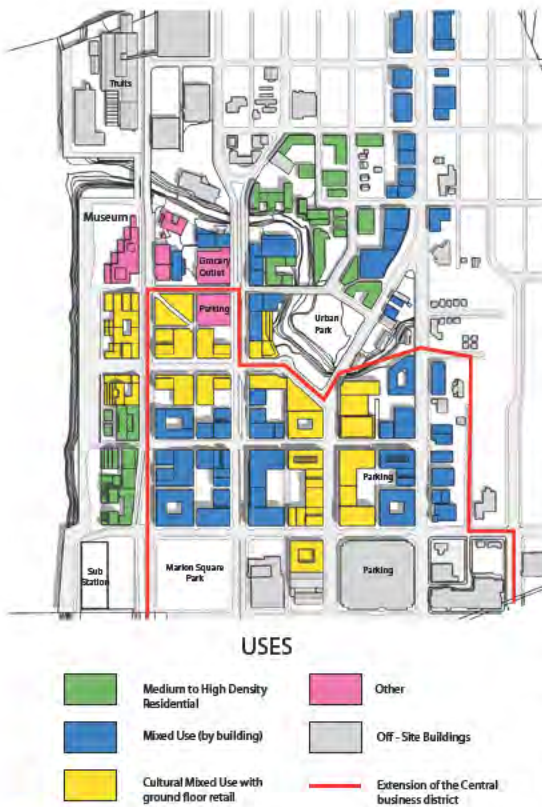 Truits
Museum
Grocery
Outlet
Parking
Urban
Park
Parking
Sub
Station
Marion Square
Park
Parking
USES
Medium to High Density
Residential
Other
Mixed Use (by building)
Off - Site Buildings
Cultural Mixed Use with
ground floor retail
Extension of the Central
business district